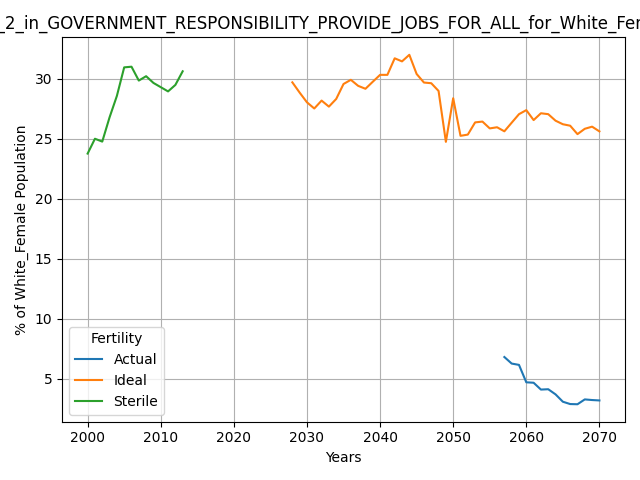 _2_in_GOVERNMENT_RESPONSIBILITY_PROVIDE_JOBS_FOR_ALL_for_White_Fe
% of White_Female Population
30
25
20
15
10
5
Fertility
Actual
Ideal
Sterile
2000 2010 2020 2030 2040 2050 2060 2070
Years